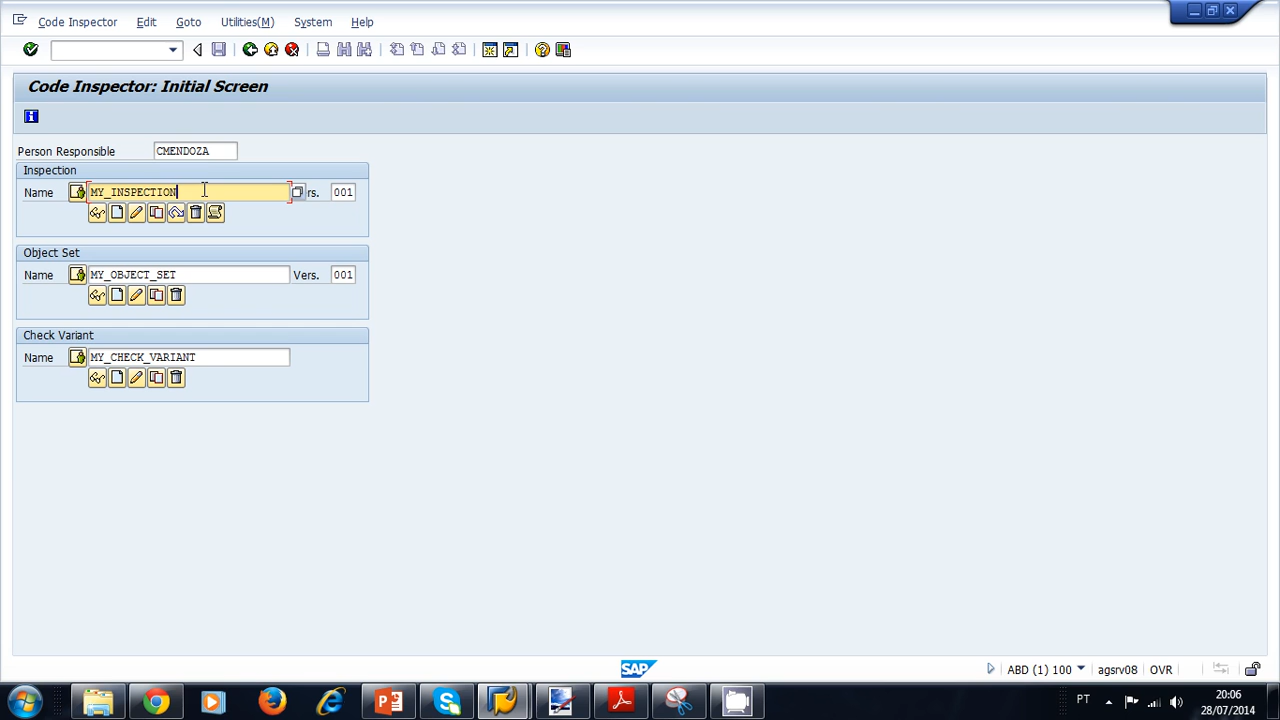 Code Inspector Edit Goto Utilities(M) System Help
Code Inspector: Initial Screen
Person Responsible CMENDOZA
Inspection
Name MY_INSPECTION rs. 001
Object Set
Name MY_OBJECT_SET Vers. 001
Check Variant
Name MY_CHECK_VARIANT
SAP ABD (1) 100 agsrv08 OVR
PT 20:06
28/07/2014